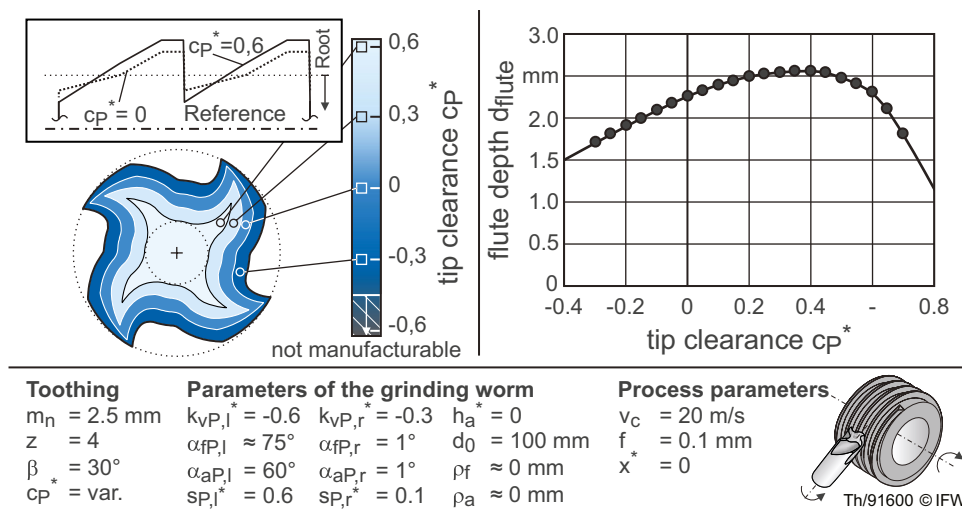 cP* = 0,6
Root
cP* = 0
Reference
0,6
0,3
0
-0,3
-0,6
tip clearance cP*
not manufacturable
3.0
mm
2.0
1.5
1.0
0.5
0
flute depth dflute
-0.4 -0.2 0 0.2 0.4 - 0.8
tip clearance cP*
Toothing
mn = 2.5 mm
z = 4
β = 30°
cP* = var.
Parameters of the grinding worm
kvP,l* = -0.6 kvP,r* = -0.3 ha* = 0
αfP,l ≈ 75° αfP,r = 1° d0 = 100 mm
αaP,l = 60° αaP,r = 1° ρf ≈ 0 mm
sP,l* = 0.6 sP,r* = 0.1 ρa ≈ 0 mm
Process parameters
vc = 20 m/s
f = 0.1 mm
x* = 0
Th/91600 © IFW